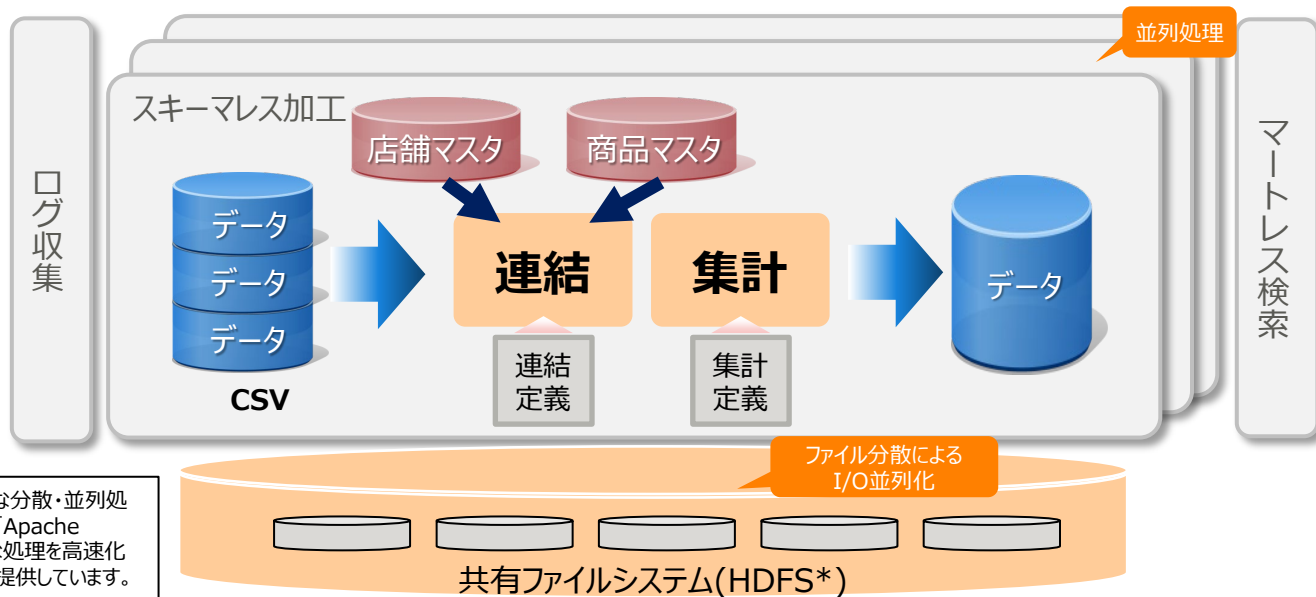 並列処理
スキーマレス加工
店舗マスタ
商品マスタ
ログ収集
データ
データ
データ
CSV
連結
集計
連結
定義
集計
定義
データ
マートレス検索
ファイル分散による
I/O並列化
な分散・並列処
「Apache
処理を高速化
提供しています。
共有ファイルシステム(HDFS*)